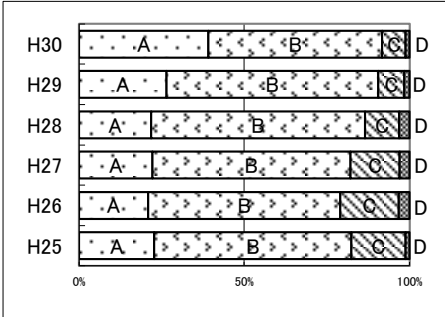 H30 A B C D
H29 A B C D
H28 A B C D
H27 A B C D
H26 A B C D
H25 A B C D
0% 50% 100%